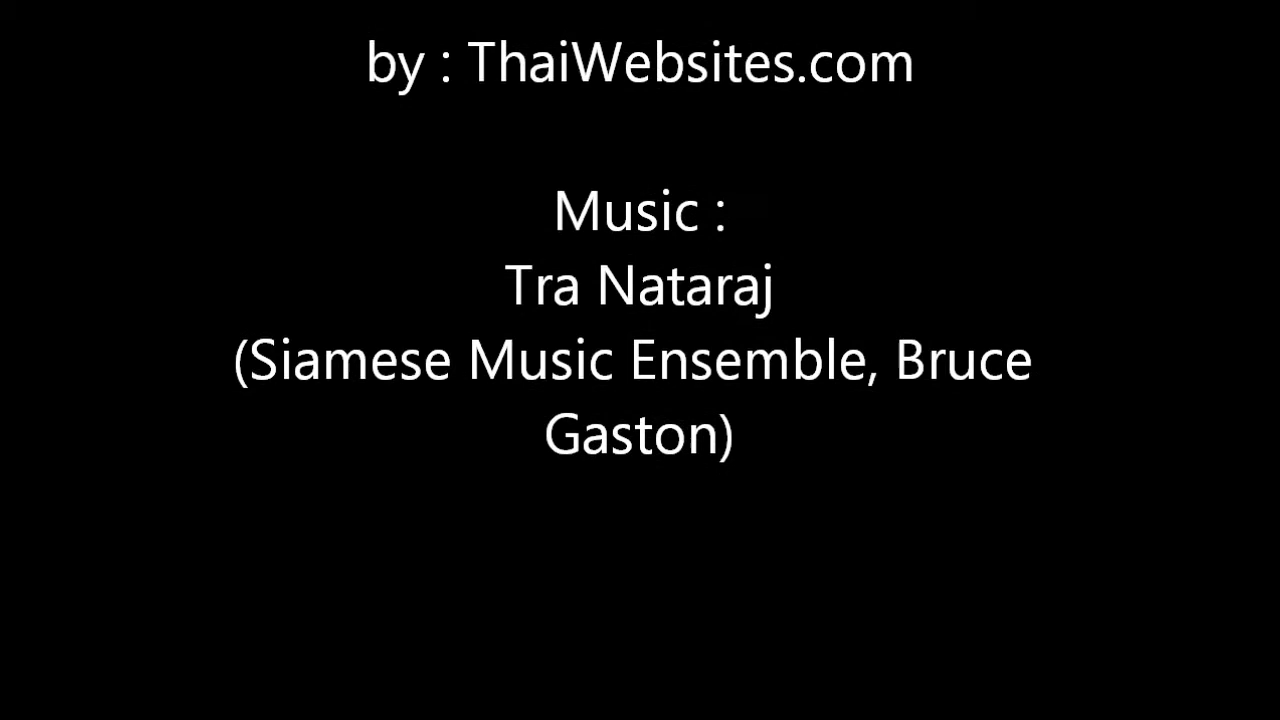 by : ThaiWebsites.com
Music :
Tra Nataraj
(Siamese Music Ensemble, Bruce
Gaston)